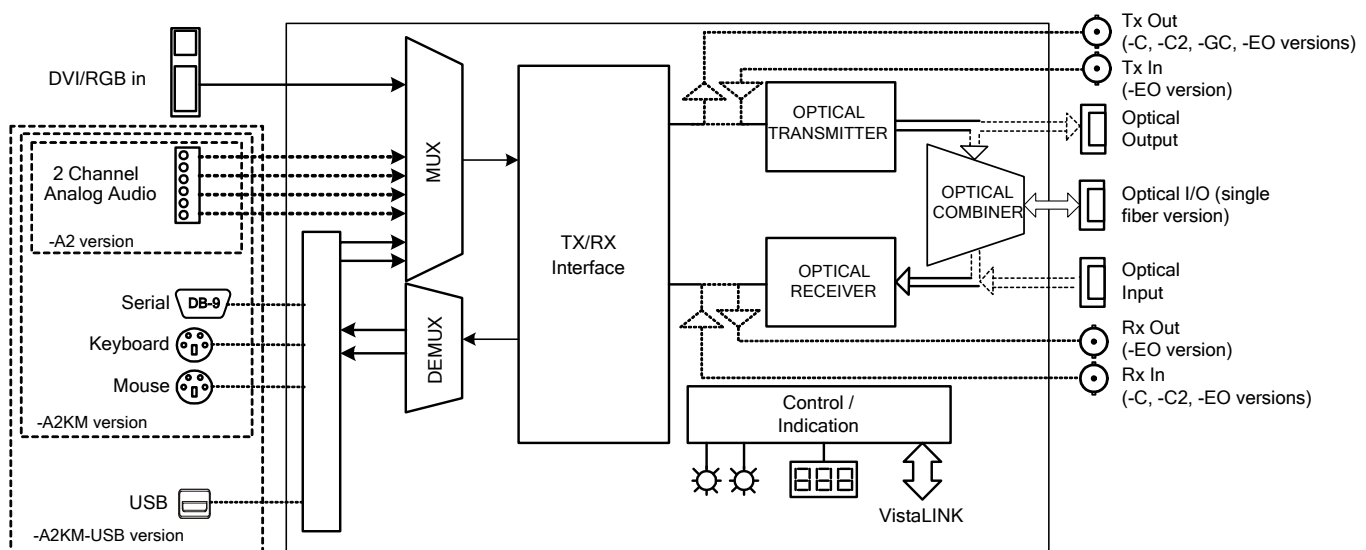 DVI/RGB in
2 Channel
Analog Audio
-A2 version
Serial
DB-9
Keyboard
Mouse
-A2KM version
USB
-A2KM-USB version
MUX
DEMUX
TX/RX
Interface
OPTICAL
TRANSMITTER
OPTICAL
COMBINER
OPTICAL
RECEIVER
Control /
Indication
VistaLINK
Tx Out
(-C, -C2, -GC, -EO versions)
Tx In
(-EO version)
Optical
Output
Optical I/O (single
fiber version)
Optical
Input
Rx Out
(-EO version)
Rx In
(-C, -C2, -EO versions)